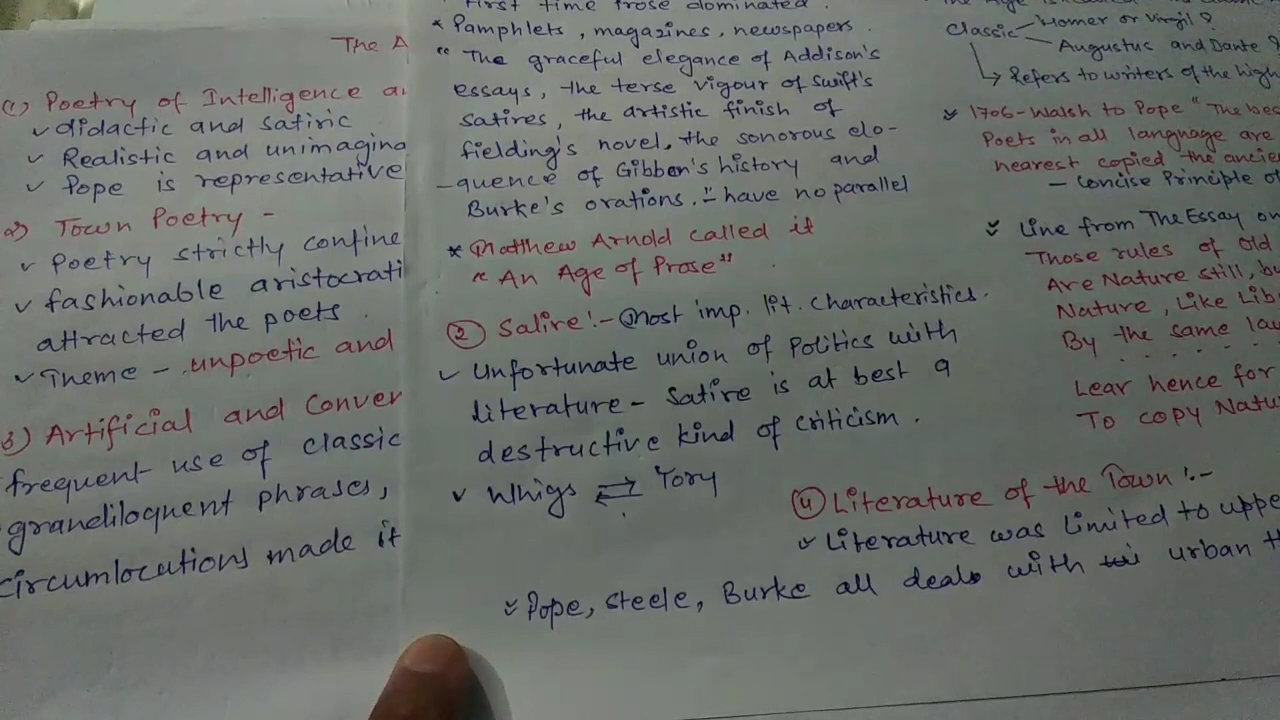 The A
(1) Poetry of Intelligence a
✓ didactic and satiric
✓ Realistic and unimagina
✓ Pope is representative
2) Town Poetry -
✓ Poetry strictly confine
✓ fashionable aristocrati
attracted the poets.
✓ Theme - unpoetic and
3) Artificial and Conver
frequent use of classic
grandiloquent phrases,
circumlocutions made it
First time Prose dominated.
* Pamphlets, magazines, newspapers.
" The graceful elegance of Addison's
essays, the terse vigour of Swift's
satires, the artistic finish of
fielding's novel, the sonorous elo-
-quence of Gibbon's history and
Burke's orations. "- have no parallel
* Matthew Arnold called it
" An Age of Prose"
② Satire:- Most imp. lit. characteristics.
✓ Unfortunate union of Politics with
literature - Satire is at best a
destructive kind of criticism.
✓ Whigs ⇄ Tory
Classic - Homer or Virgil?
- Augustus and Dante?
↳ Refers to writers of the high
1706 - Walsh to Pope " The bes
Poets in all language are
nearest copied the ancie
- Concise Principle of
Line from The Essay on
Those rules of Old
Are Nature still, bu
Nature, Like Lib
By the same la
. . . . . . .
Lear hence for
To copy Natu
④ Literature of the Town:-
✓ Literature was limited to uppe
Pope, Steele, Burke all deals with urban t